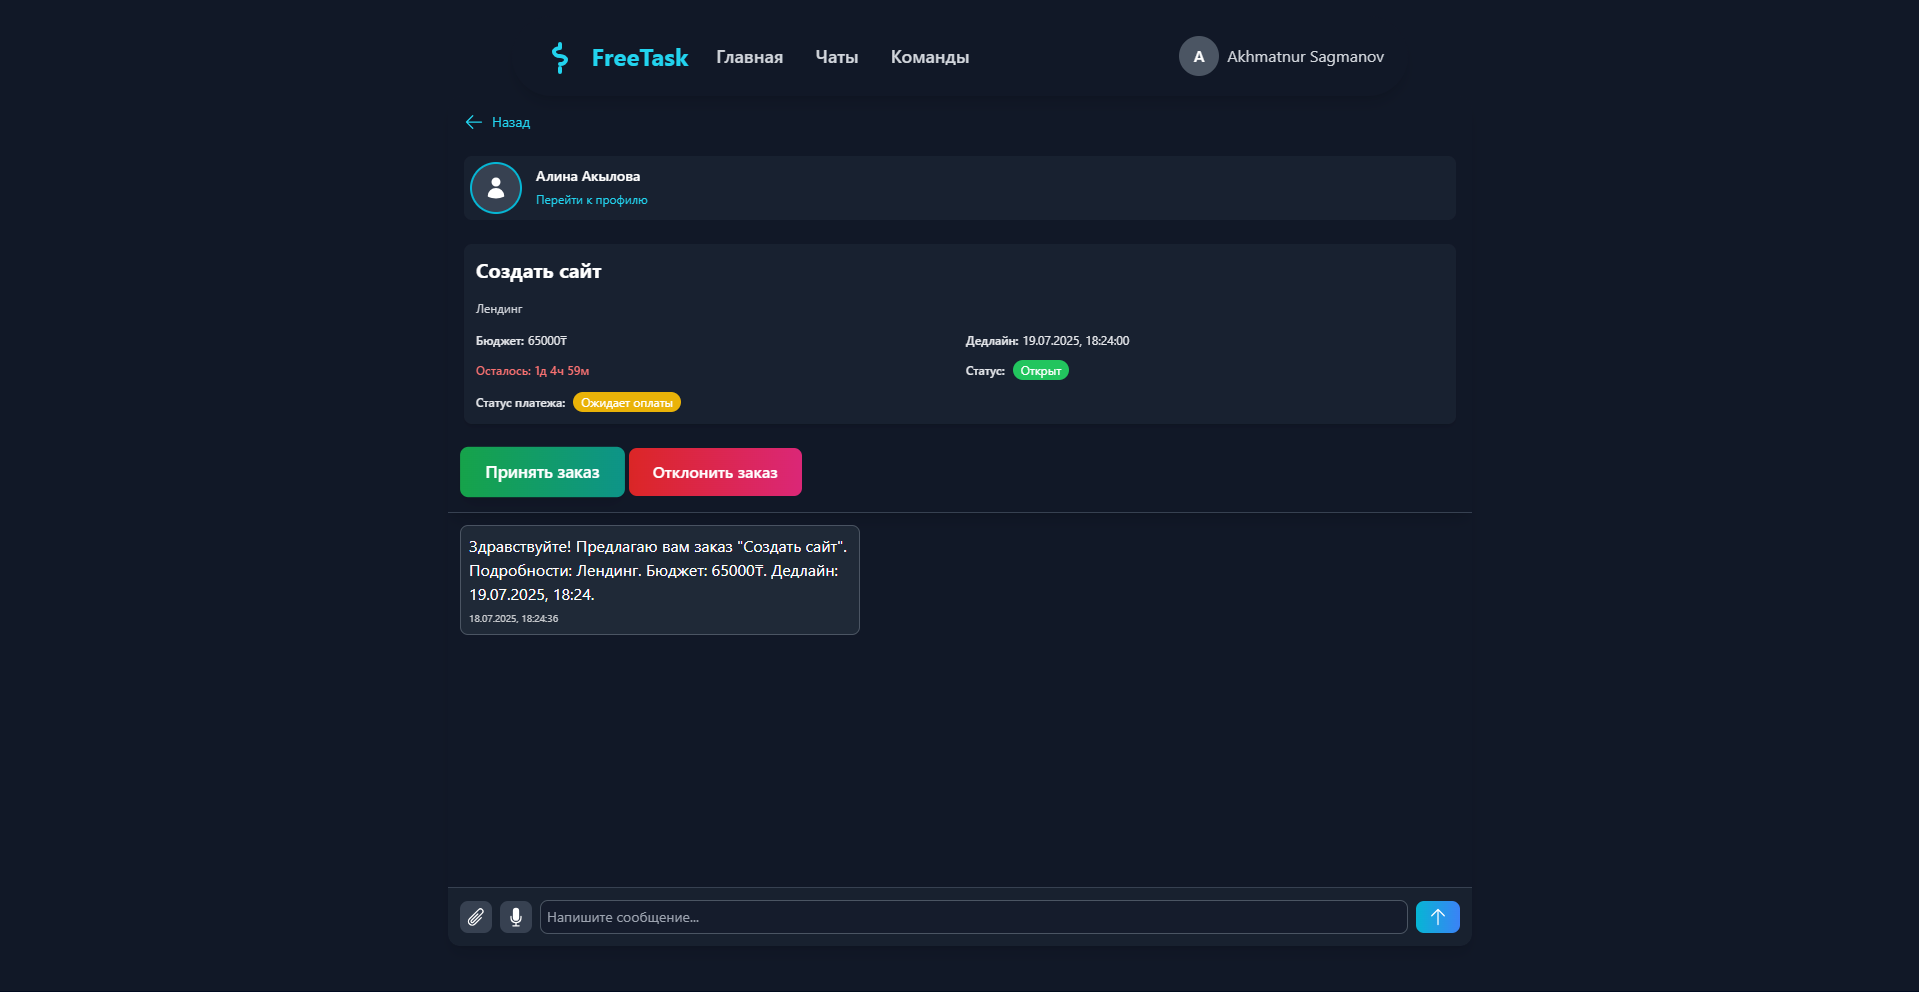 FreeTask Главная Чаты Команды A Akhmatnur Sagmanov
Назад
Алина Акылова
Перейти к профилю
Создать сайт
Лендинг
Бюджет: 65000₸ Дедлайн: 19.07.2025, 18:24:00
Осталось: 1д 4ч 59м Статус: Открыт
Статус платежа: Ожидает оплаты
Принять заказ Отклонить заказ
Здравствуйте! Предлагаю вам заказ "Создать сайт".
Подробности: Лендинг. Бюджет: 65000₸. Дедлайн:
19.07.2025, 18:24.
18.07.2025, 18:24:36
Напишите сообщение...